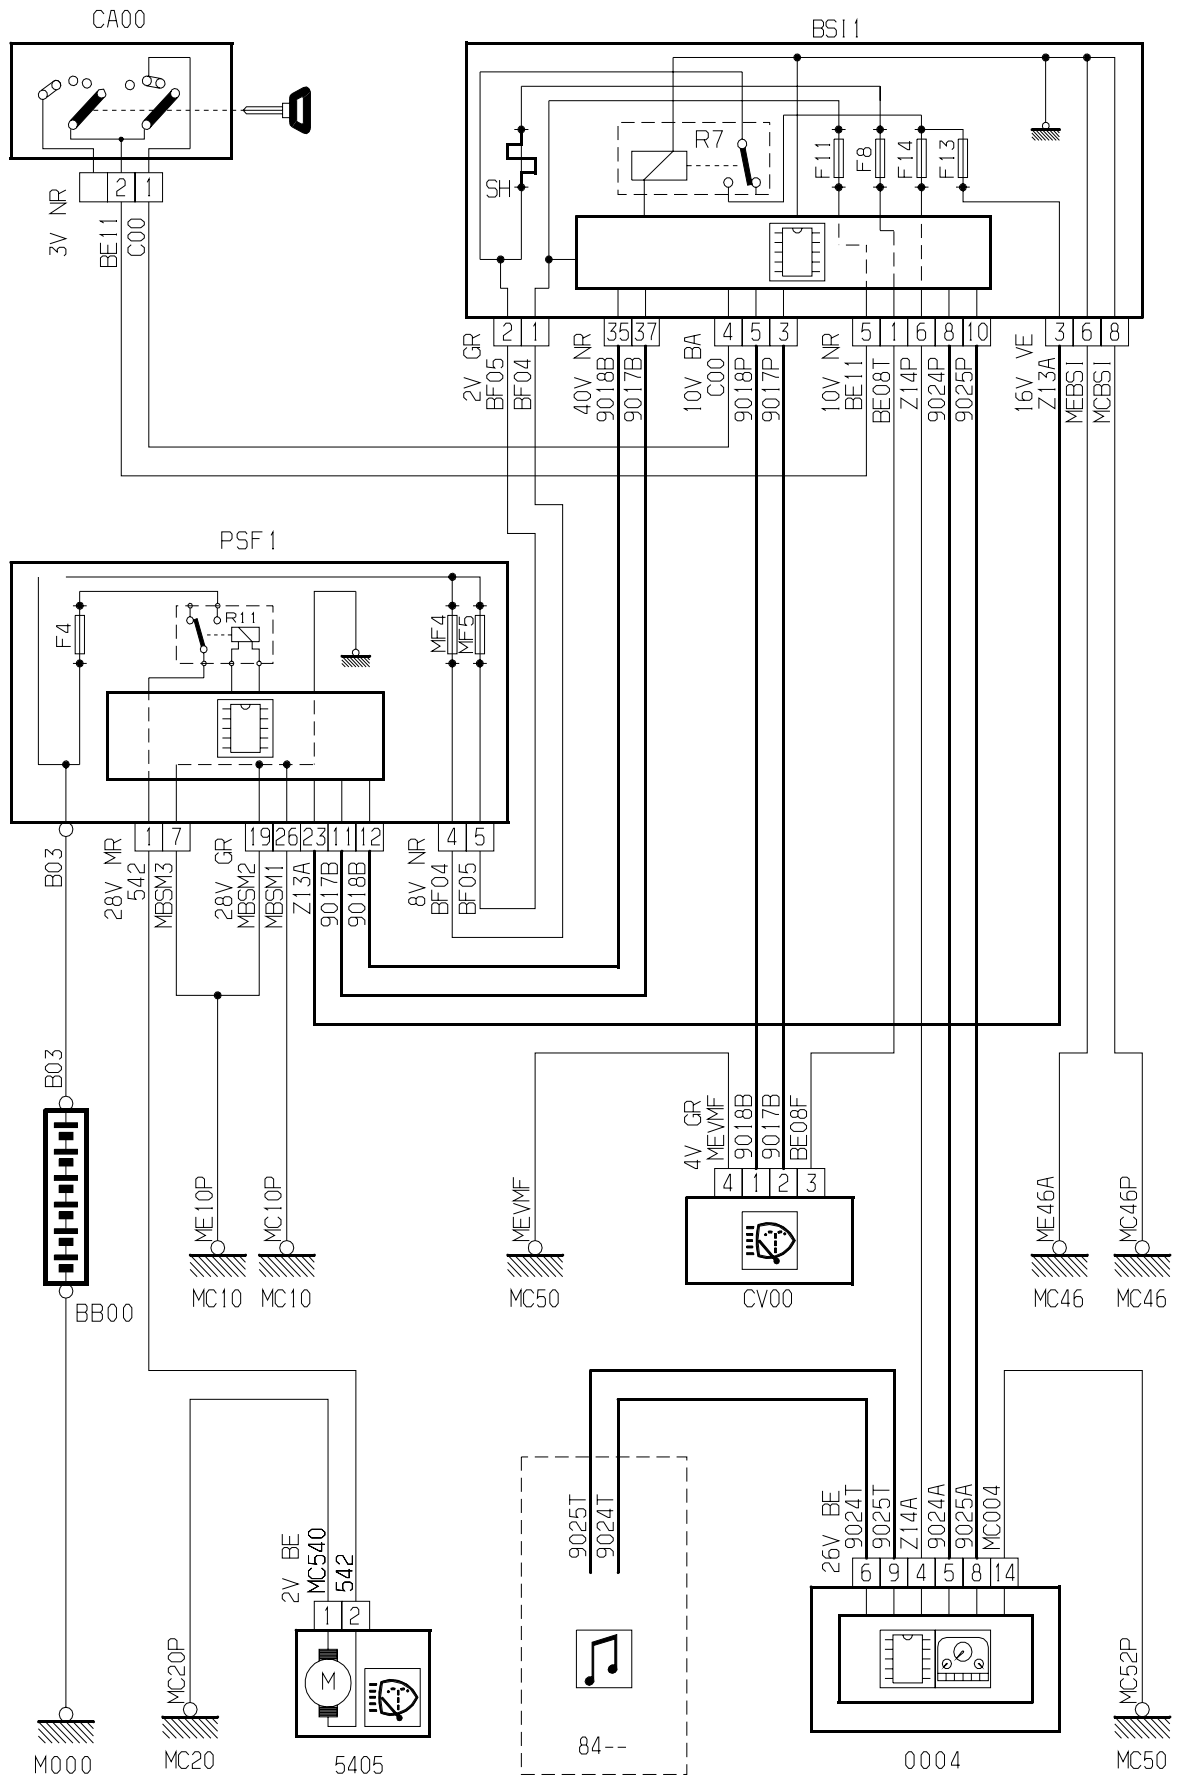 CA00
BSI1
R7
F11
F8
F14
F13
SH
2 1
3V NR
BE11
C00
2 1 35 37 4 5 3 5 1 6 8 10 3 6 8
2V GR
BF05
BF04
40V NR
9018B
9017B
10V BA
C00
9018P
9017P
10V NR
BE11
BE08T
Z14P
9024P
9025P
16V VE
Z13A
MEBSI
MCBSI
PSF1
F4
R11
MF4
MF5
1 7 19 26 23 11 12 4 5
B03
28V MR
542
MBSM3
28V GR
MBSM2
MBSM1
Z13A
9017B
9018B
8V NR
BF04
BF05
B03
4V GR
MEVMF
9018B
9017B
BE08F
4 1 2 3
ME10P
MC10P
MEVMF
ME46A
MC46P
MC10 MC10 MC50 CV00 MC46 MC46
BB00
9025T
9024T
26V BE
9024T
9025T
Z14A
9024A
9025A
MC004
6 9 4 5 8 14
2V BE
MC540
542
1 2
M
MC20P
MC52P
M000 MC20 5405 84-- 0004 MC50